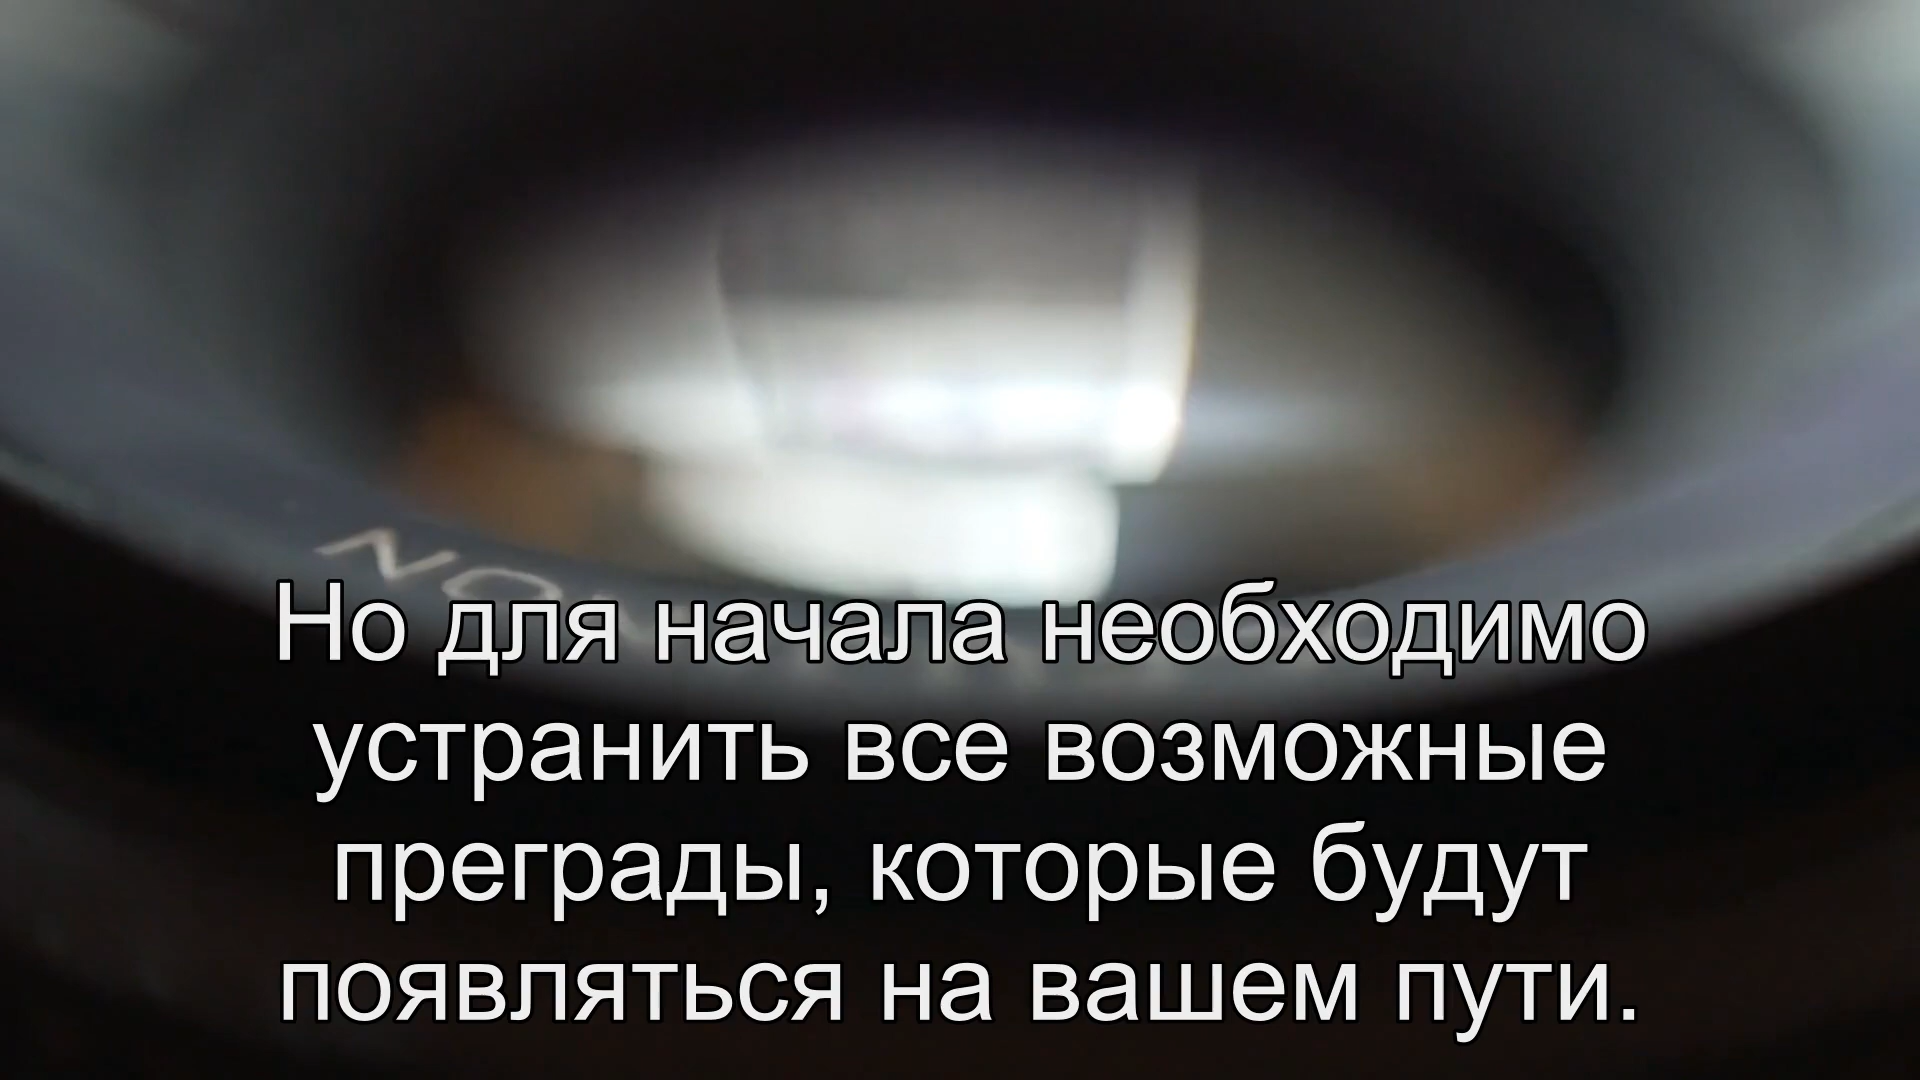 Но для начала необходимо
устранить все возможные
преграды, которые будут
появляться на вашем пути.